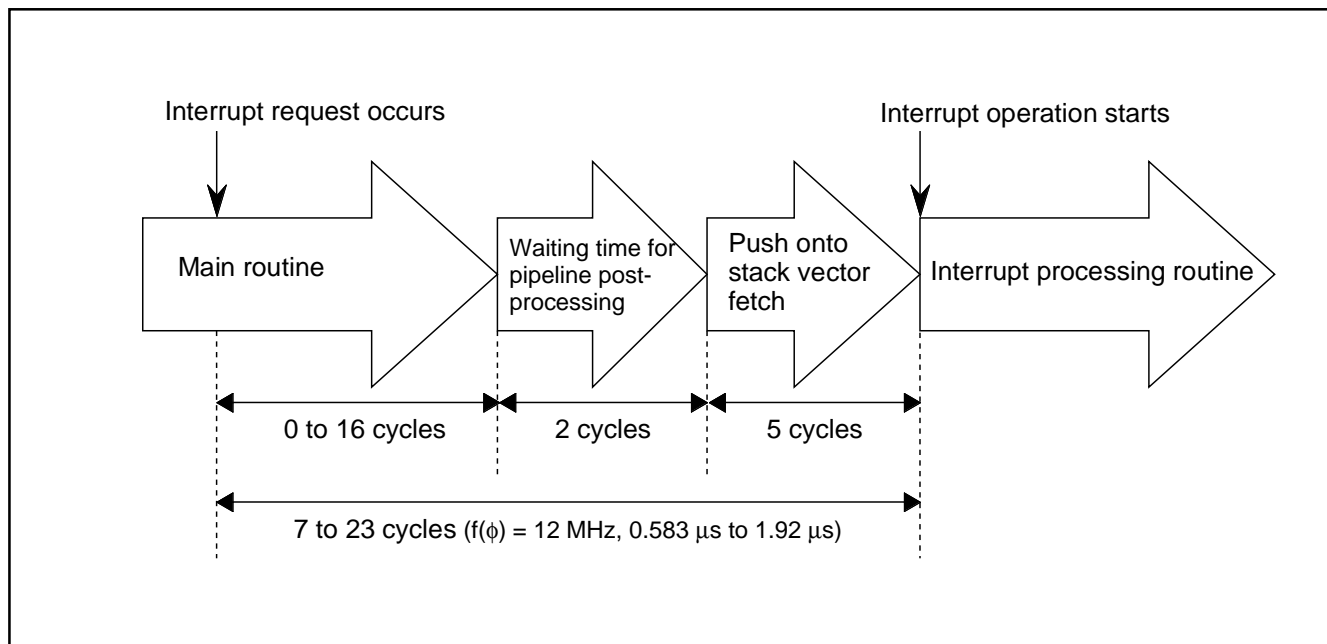 Interrupt request occurs
Interrupt operation starts
Main routine
Waiting time for
pipeline post-
processing
Push onto
stack vector
fetch
Interrupt processing routine
0 to 16 cycles
2 cycles
5 cycles
7 to 23 cycles (f(ϕ) = 12 MHz, 0.583 μs to 1.92 μs)